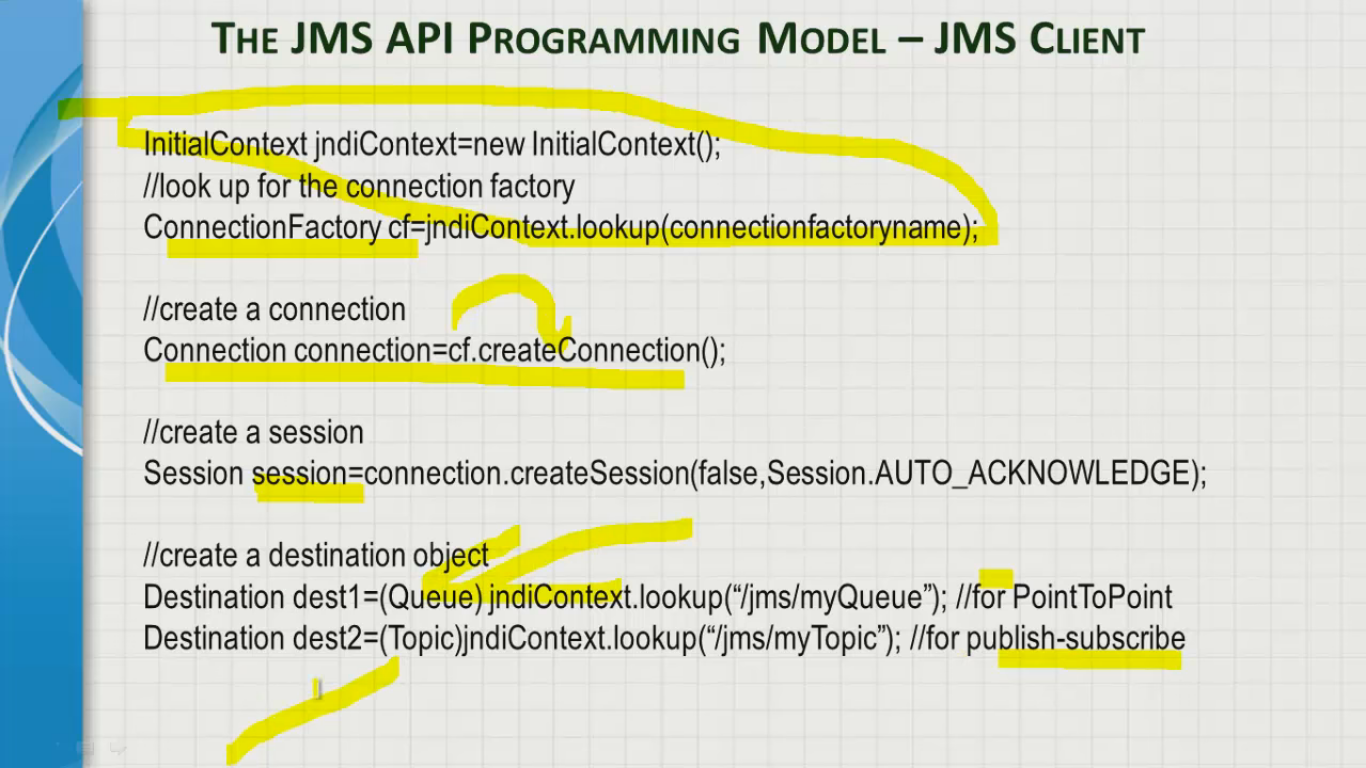 THE JMS API PROGRAMMING MODEL – JMS CLIENT
InitialContext jndiContext=new InitialContext();
//look up for the connection factory
ConnectionFactory cf=jndiContext.lookup(connectionfactoryname);
//create a connection
Connection connection=cf.createConnection();
//create a session
Session session=connection.createSession(false,Session.AUTO_ACKNOWLEDGE);
//create a destination object
Destination dest1=(Queue) jndiContext.lookup(“/jms/myQueue”); //for PointToPoint
Destination dest2=(Topic)jndiContext.lookup(“/jms/myTopic”); //for publish-subscribe